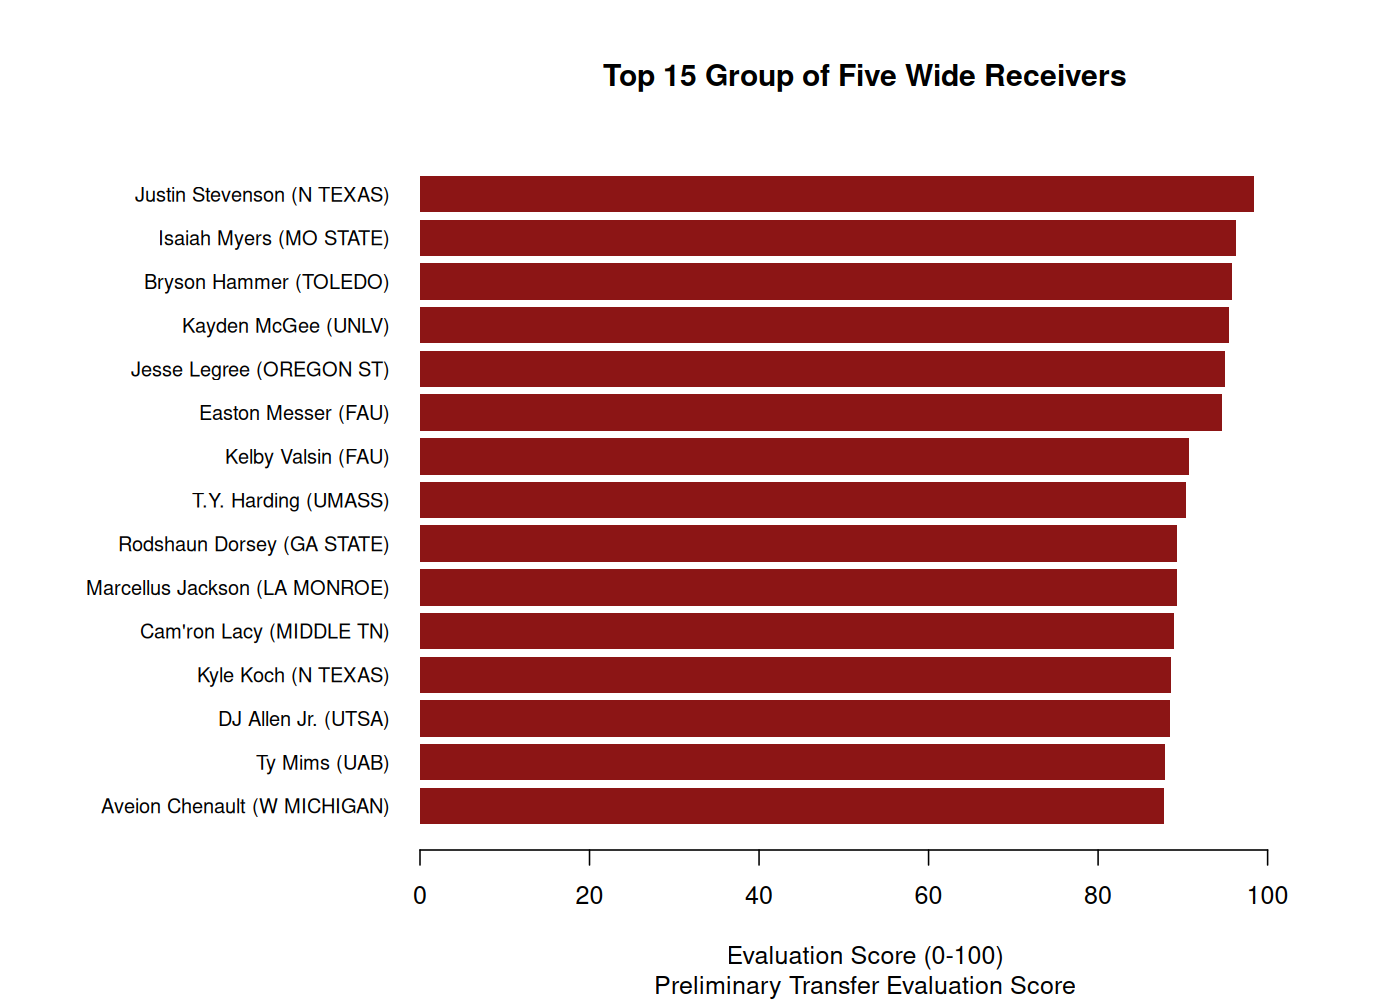 Top 15 Group of Five Wide Receivers
Justin Stevenson (N TEXAS)
Isaiah Myers (MO STATE)
Bryson Hammer (TOLEDO)
Kayden McGee (UNLV)
Jesse Legree (OREGON ST)
Easton Messer (FAU)
Kelby Valsin (FAU)
T.Y. Harding (UMASS)
Rodshaun Dorsey (GA STATE)
Marcellus Jackson (LA MONROE)
Cam'ron Lacy (MIDDLE TN)
Kyle Koch (N TEXAS)
DJ Allen Jr. (UTSA)
Ty Mims (UAB)
Aveion Chenault (W MICHIGAN)
0 20 40 60 80 100
Evaluation Score (0-100)
Preliminary Transfer Evaluation Score